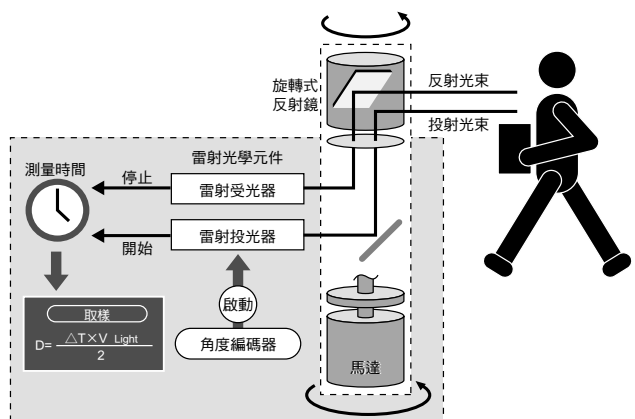 旋轉式
反射鏡
反射光束
投射光束
雷射光學元件
測量時間
停止
雷射受光器
開始
雷射投光器
啟動
取樣
D= △T×V Light
2
角度編碼器
馬達